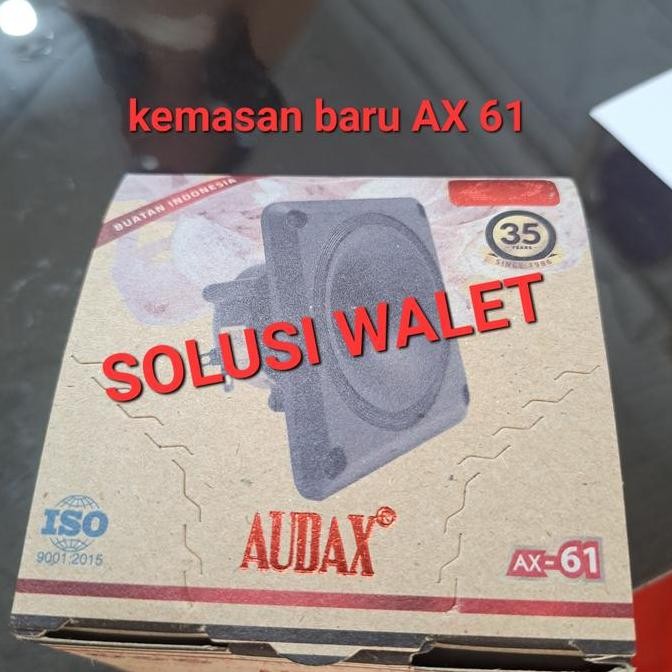 kemasan baru AX 61
BUATAN INDONESIA
35
YEARS
SINCE 1986
SOLUSI WALET
ISO
9001:2015
AUDAX®
AX-61